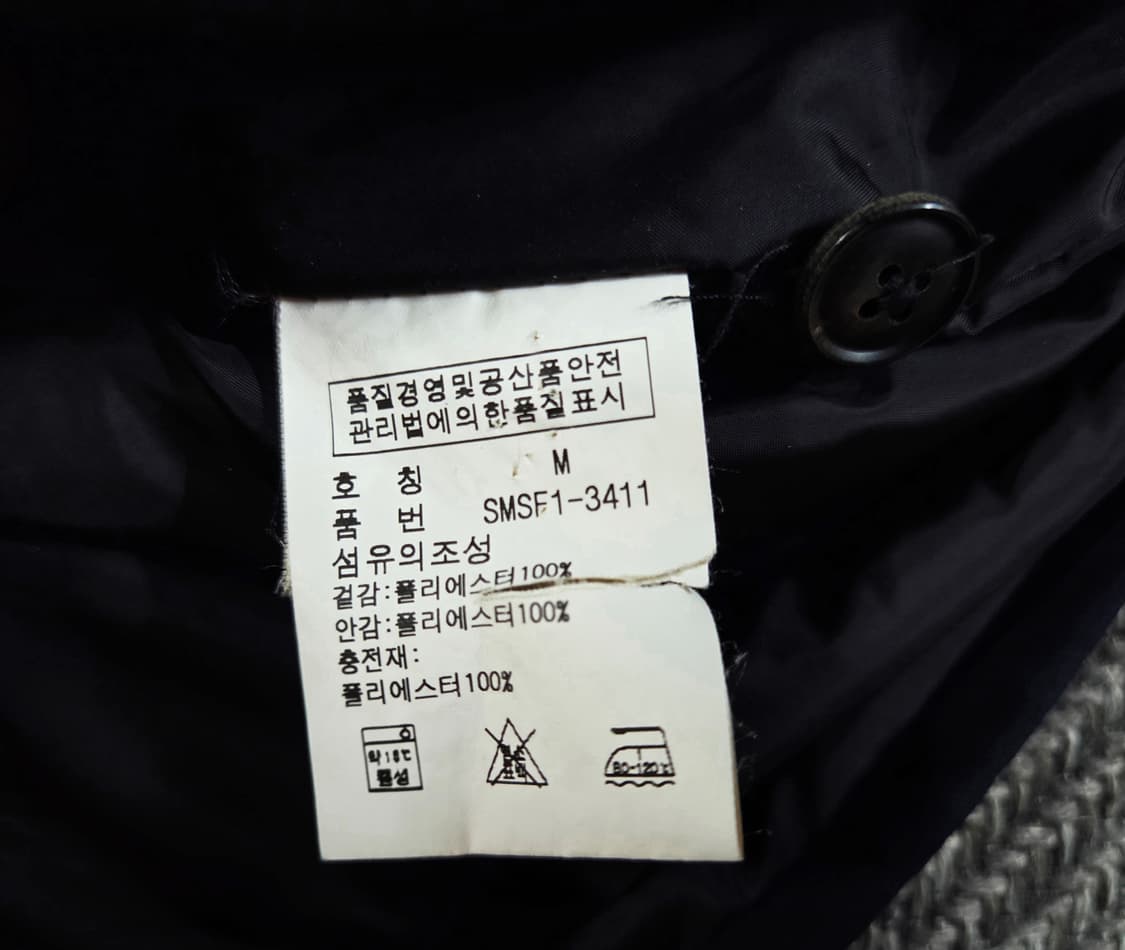 품질경영및공산품안전
관리법에의한품질표시
호 칭 M
품 번 SMSF1-3411
섬유의조성
겉감:폴리에스터100%
안감:폴리에스터100%
충전재:
폴리에스터100%
80-120℃